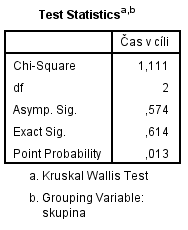 Test Statisticsa,b
Čas v cíli
Chi-Square 1,111
df 2
Asymp. Sig. ,574
Exact Sig. ,614
Point Probability ,013
a. Kruskal Wallis Test
b. Grouping Variable:
skupina